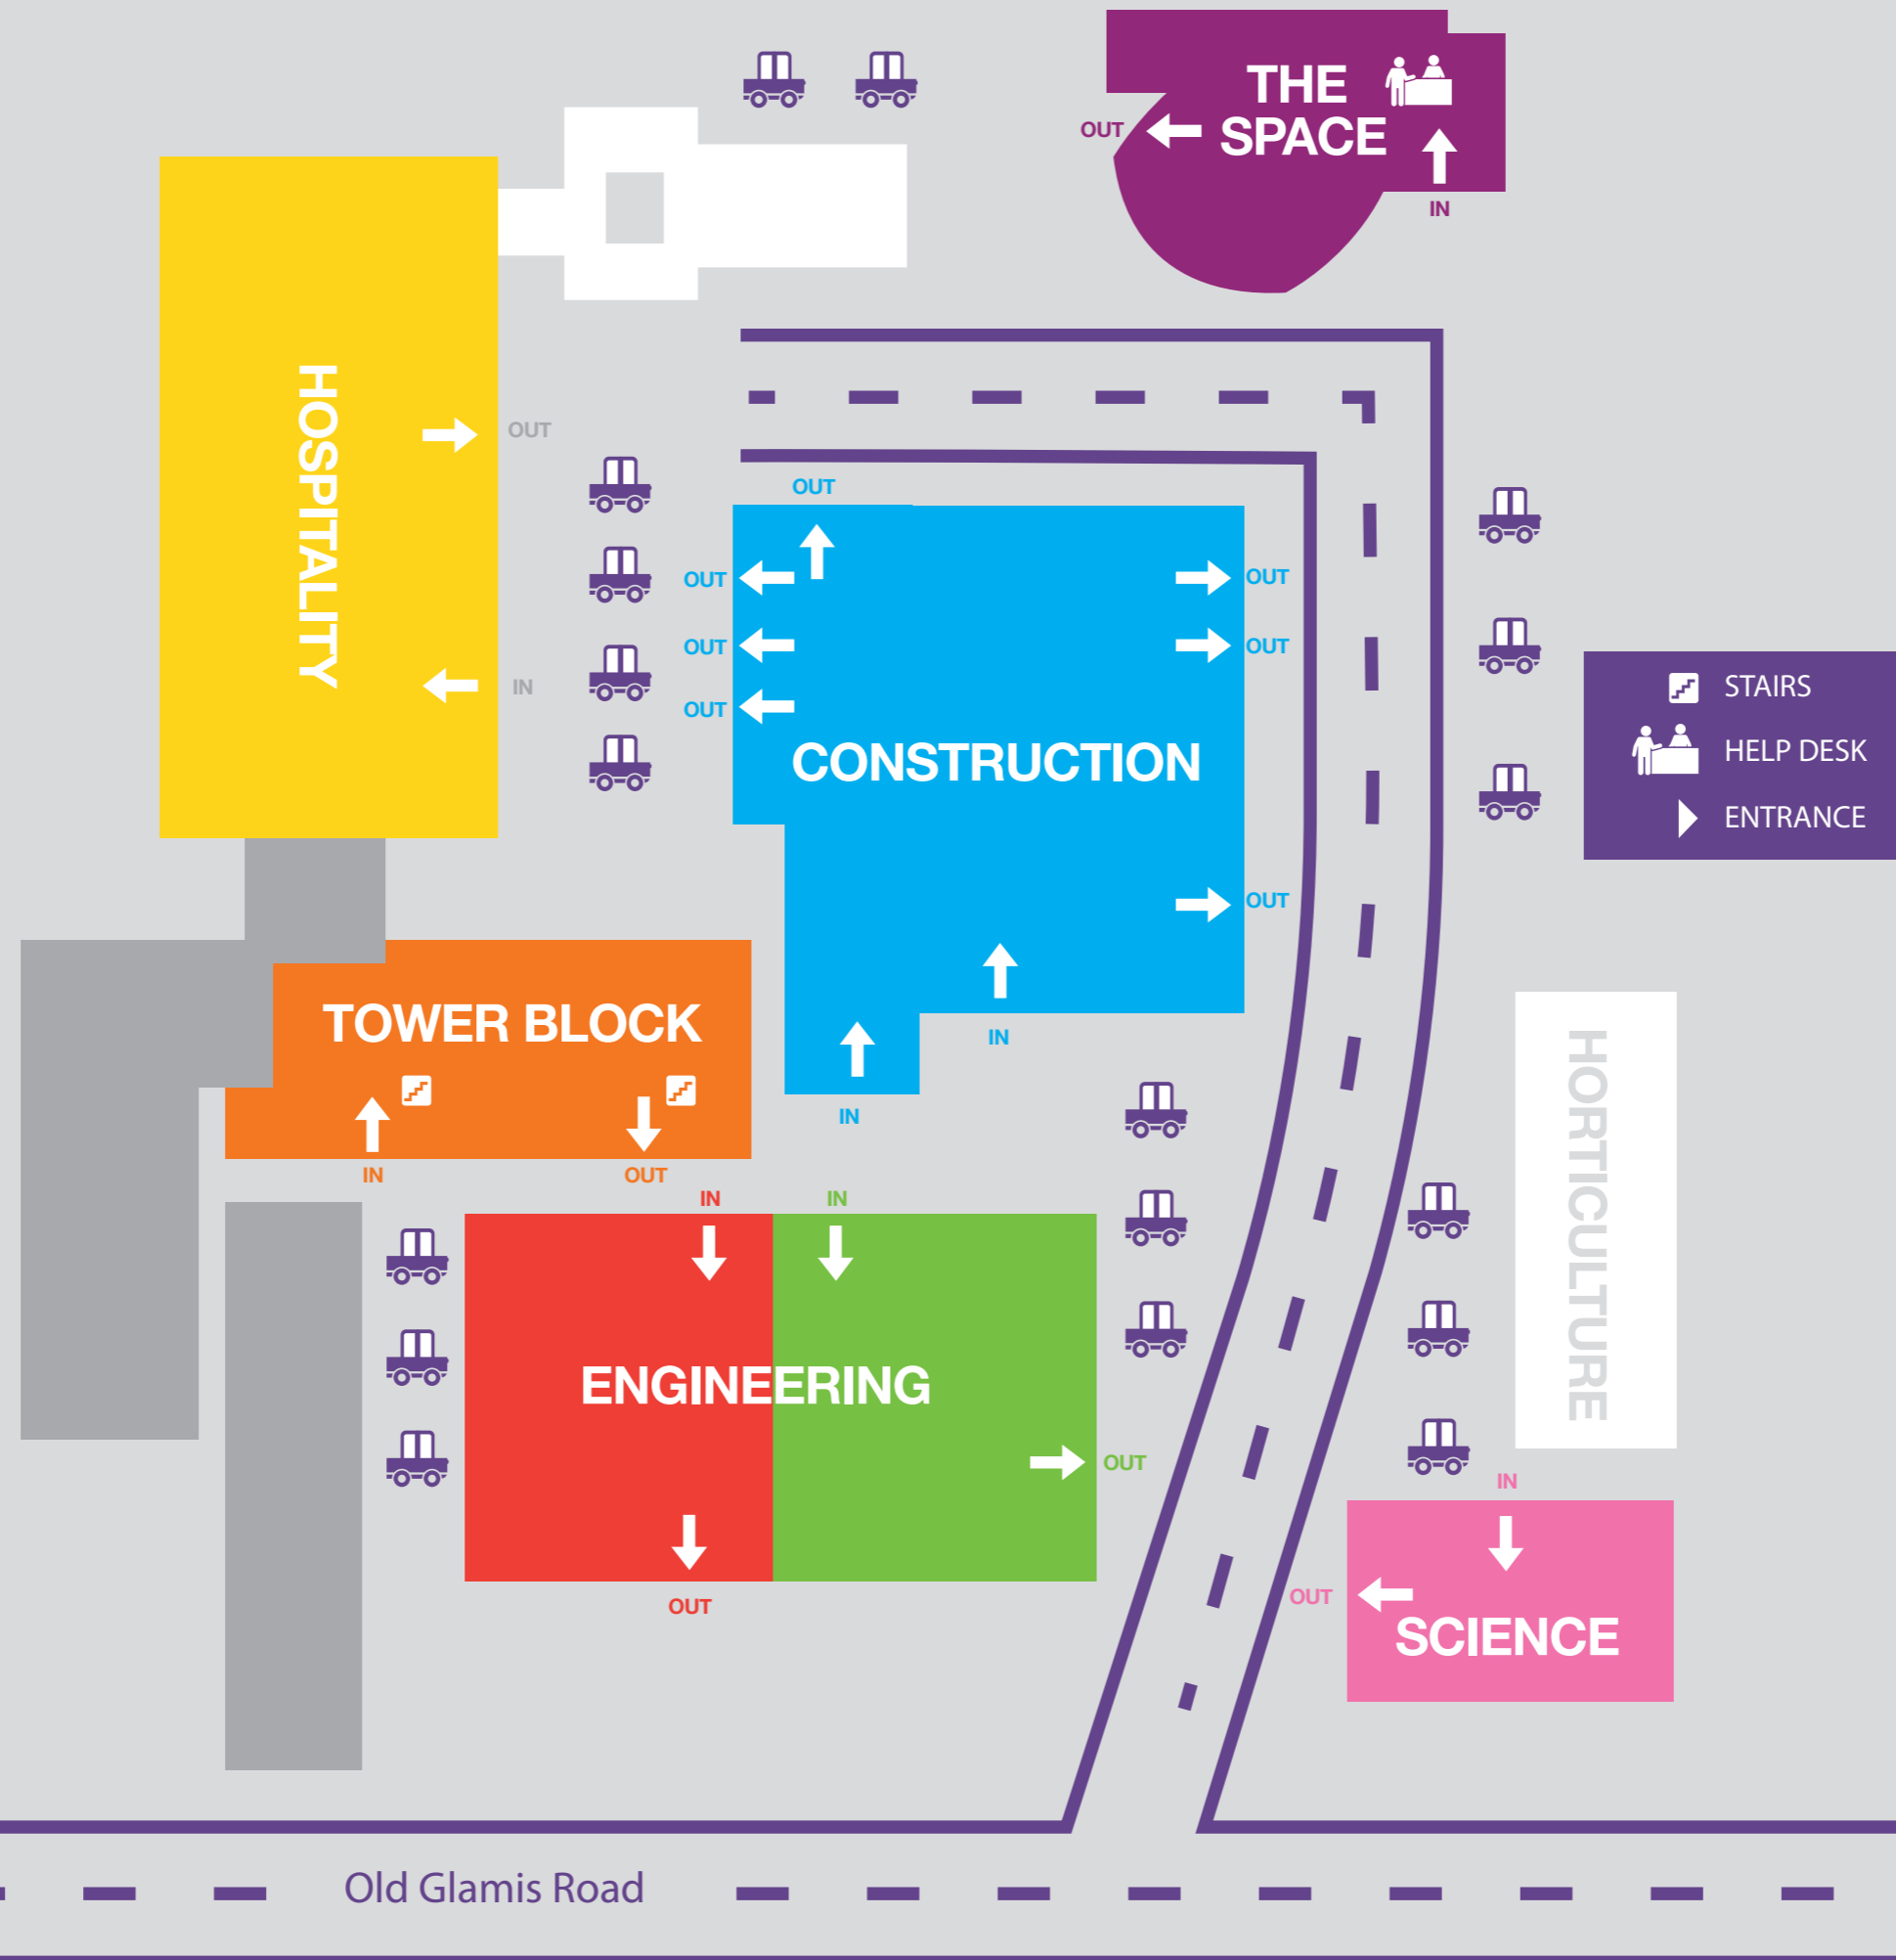 THE
SPACE
OUT
IN
HOSPITALITY
OUT
IN
OUT
OUT
OUT
OUT
OUT
OUT
CONSTRUCTION
OUT
IN
IN
STAIRS
HELP DESK
ENTRANCE
TOWER BLOCK
IN
OUT
HORTICULTURE
IN
IN
ENGINEERING
OUT
OUT
IN
OUT
SCIENCE
Old Glamis Road